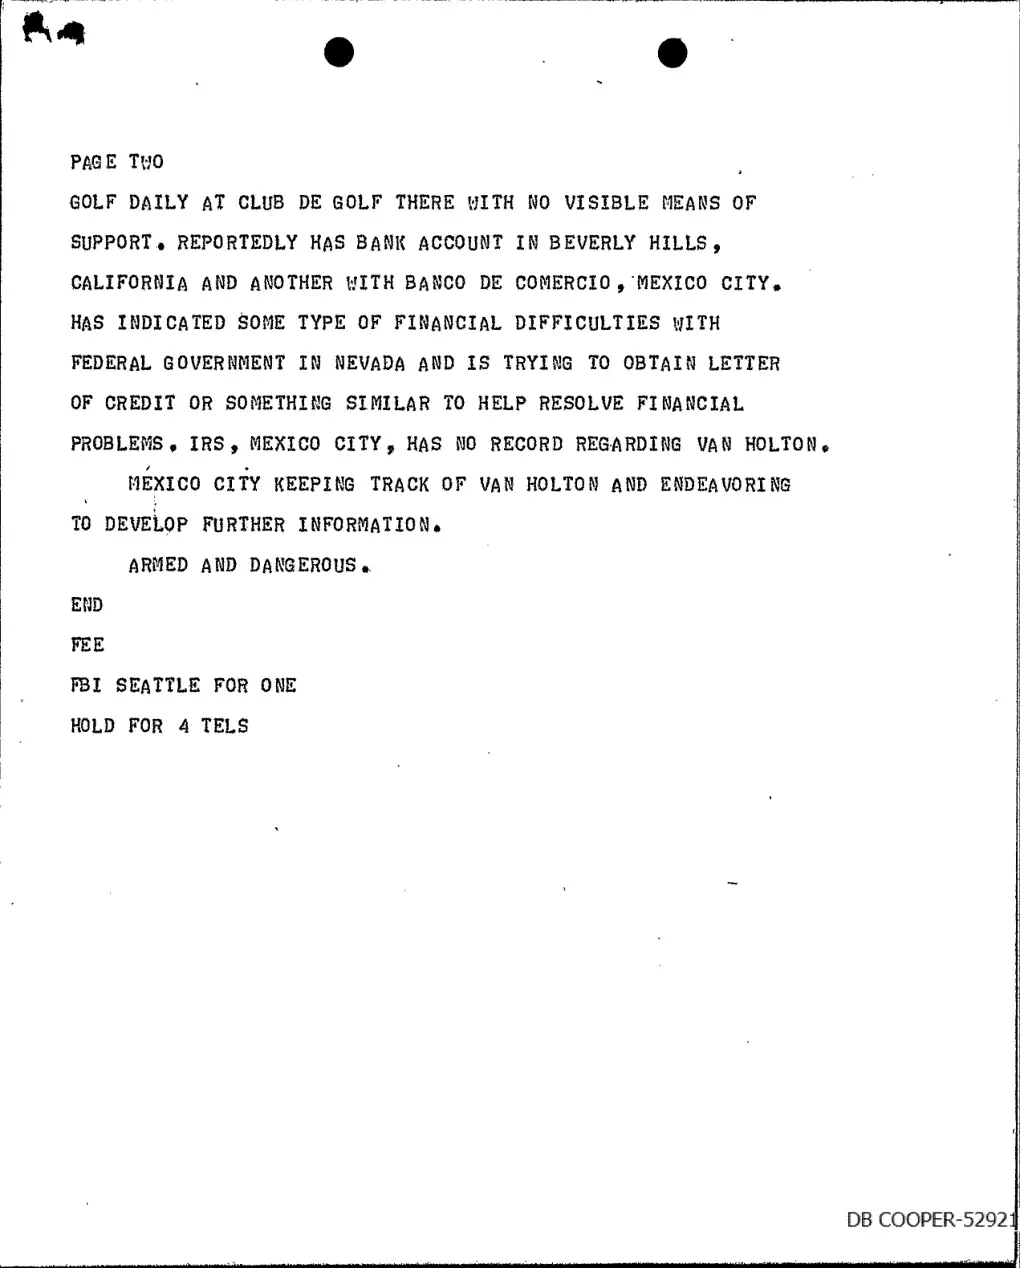 PAGE TWO
GOLF DAILY AT CLUB DE GOLF THERE WITH NO VISIBLE MEANS OF
SUPPORT. REPORTEDLY HAS BANK ACCOUNT IN BEVERLY HILLS,
CALIFORNIA AND ANOTHER WITH BANCO DE COMERCIO, MEXICO CITY.
HAS INDICATED SOME TYPE OF FINANCIAL DIFFICULTIES WITH
FEDERAL GOVERNMENT IN NEVADA AND IS TRYING TO OBTAIN LETTER
OF CREDIT OR SOMETHING SIMILAR TO HELP RESOLVE FINANCIAL
PROBLEMS. IRS, MEXICO CITY, HAS NO RECORD REGARDING VAN HOLTON.
MEXICO CITY KEEPING TRACK OF VAN HOLTON AND ENDEAVORING
TO DEVELOP FURTHER INFORMATION.
ARMED AND DANGEROUS.
END
FEE
FBI SEATTLE FOR ONE
HOLD FOR 4 TELS
DB COOPER-52921